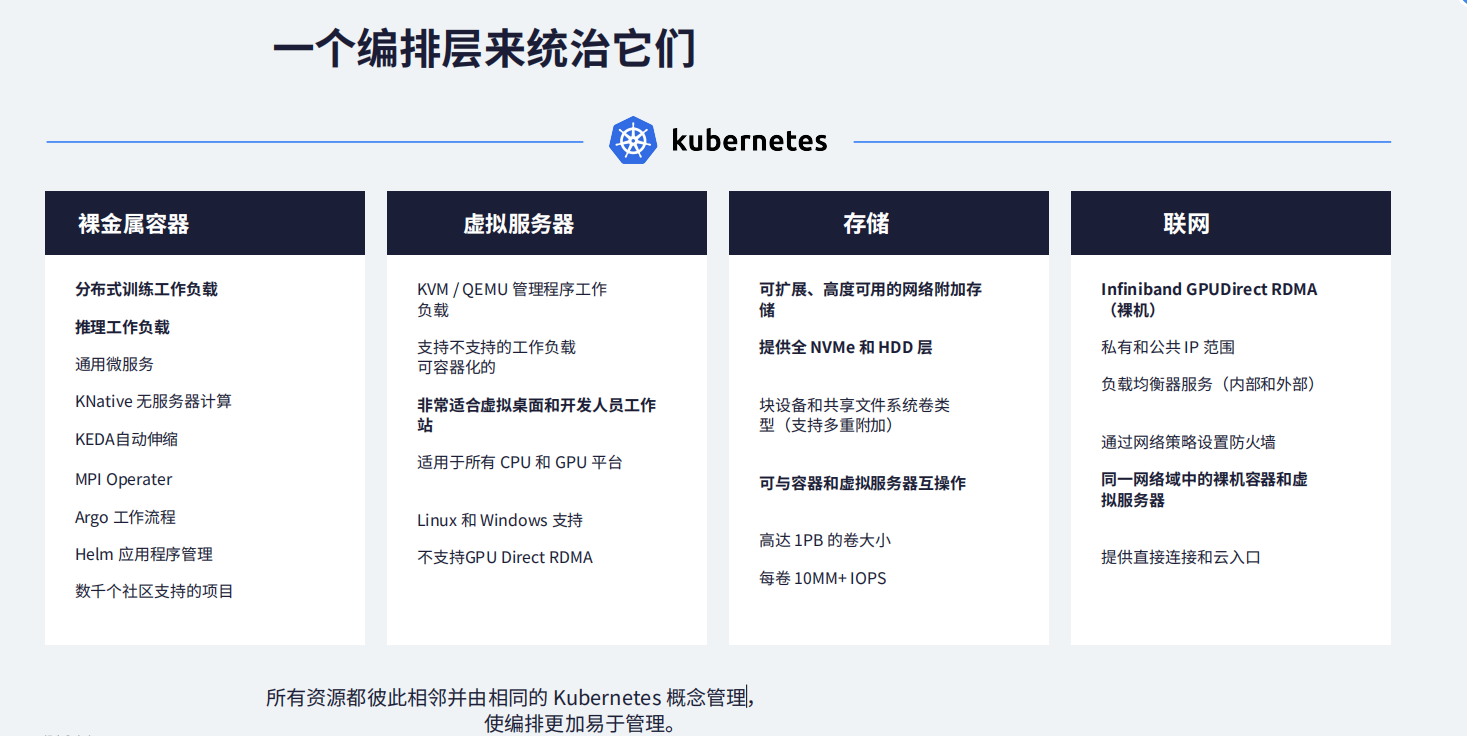 一个编排层来统治它们
kubernetes
裸金属容器
分布式训练工作负载
推理工作负载
通用微服务
KNative 无服务器计算
KEDA自动伸缩
MPI Operater
Argo 工作流程
Helm 应用程序管理
数千个社区支持的项目
虚拟服务器
KVM / QEMU 管理程序工作
负载
支持不支持的工作负载
可容器化的
非常适合虚拟桌面和开发人员工作
站
适用于所有 CPU 和 GPU 平台
Linux 和 Windows 支持
不支持GPU Direct RDMA
存储
可扩展、高度可用的网络附加存
储
提供全 NVMe 和 HDD 层
块设备和共享文件系统卷类
型（支持多重附加）
可与容器和虚拟服务器互操作
高达 1PB 的卷大小
每卷 10MM+ IOPS
联网
Infiniband GPUDirect RDMA
（裸机）
私有和公共 IP 范围
负载均衡器服务（内部和外部）
通过网络策略设置防火墙
同一网络域中的裸机容器和虚
拟服务器
提供直接连接和云入口
所有资源都彼此相邻并由相同的 Kubernetes 概念管理，
使编排更加易于管理。